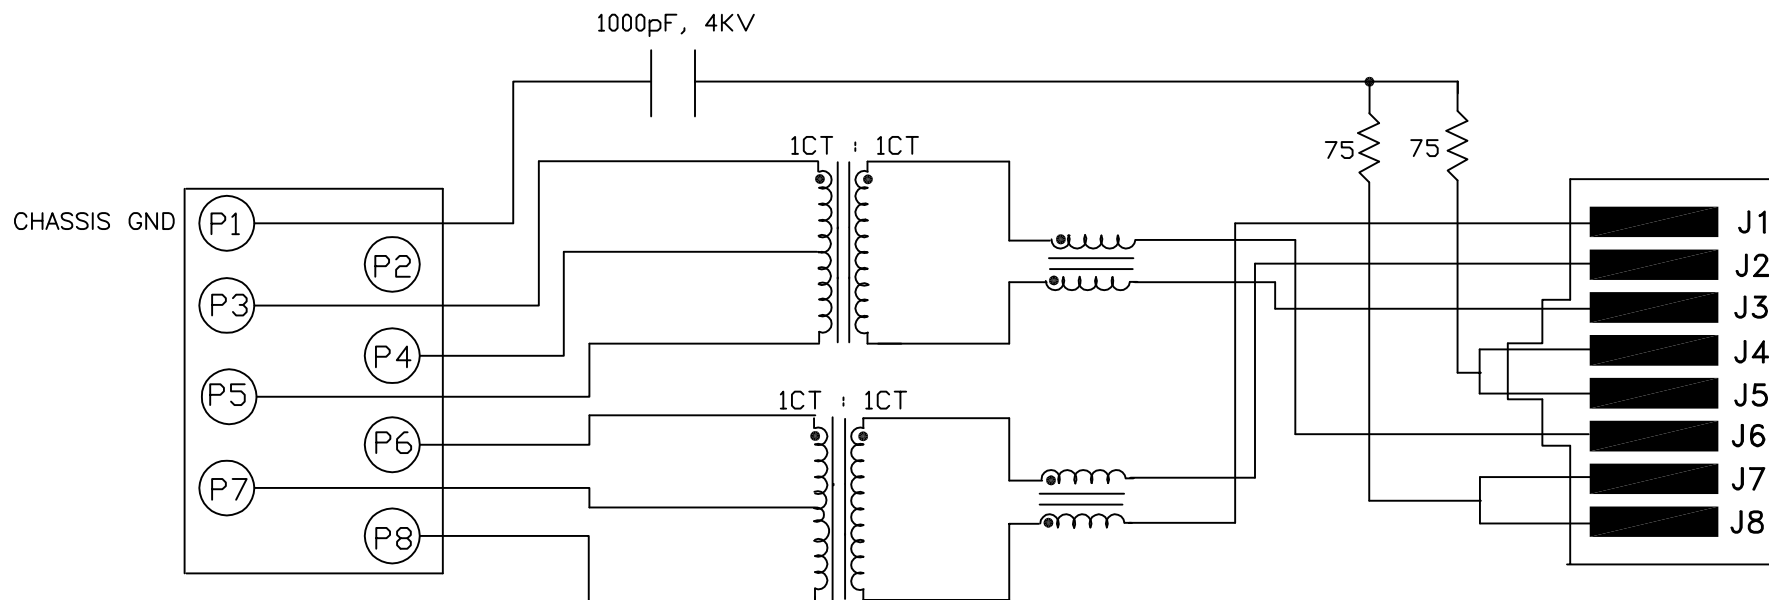 1000pF, 4KV
1CT : 1CT
75
75
CHASSIS GND
P1
P2
P3
P4
P5
P6
P7
P8
1CT : 1CT
J1
J2
J3
J4
J5
J6
J7
J8